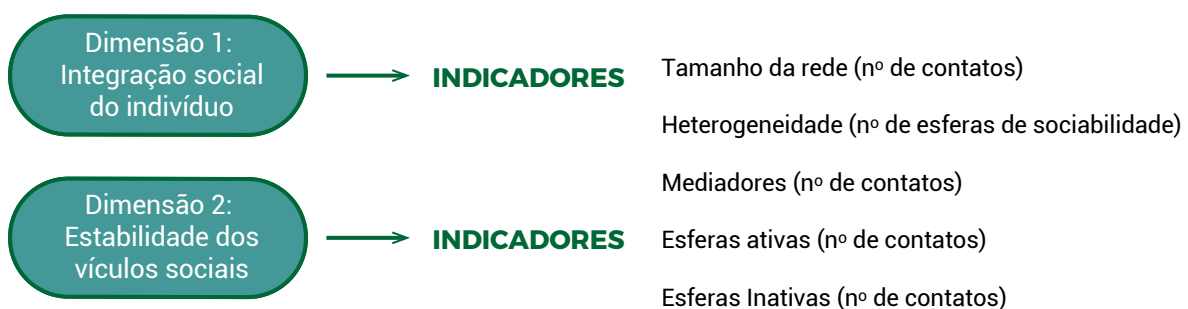 Dimensão 1:
Integração social
do indivíduo
INDICADORES
Tamanho da rede (nº de contatos)
Heterogeneidade (nº de esferas de sociabilidade)
Mediadores (nº de contatos)
Dimensão 2:
Estabilidade dos
vículos sociais
INDICADORES
Esferas ativas (nº de contatos)
Esferas Inativas (nº de contatos)